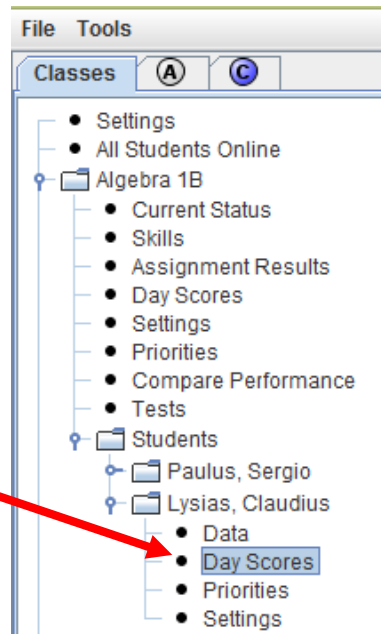 File Tools
Classes A C
Settings
All Students Online
Algebra 1B
Current Status
Skills
Assignment Results
Day Scores
Settings
Priorities
Compare Performance
Tests
Students
Paulus, Sergio
Lysias, Claudius
Data
Day Scores
Priorities
Settings